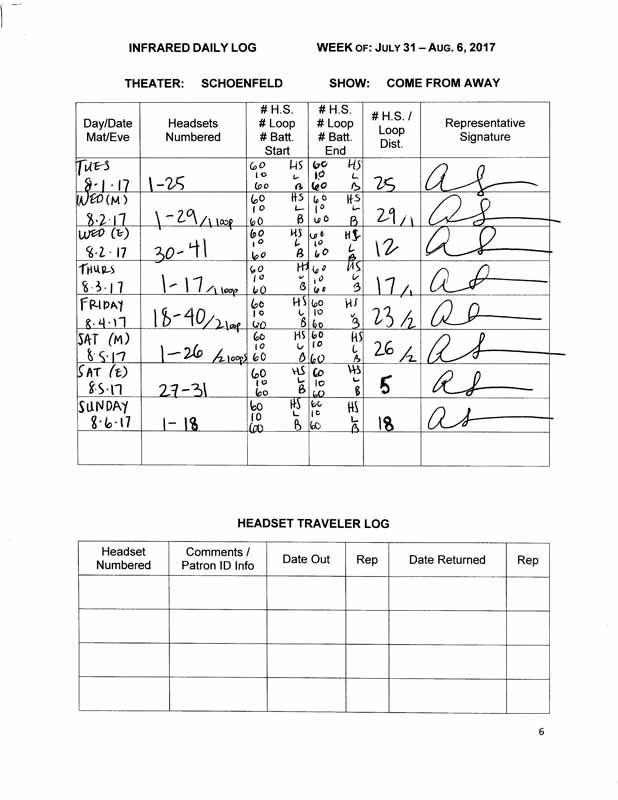 INFRARED DAILY LOG WEEK OF: JULY 31 – AUG. 6, 2017
THEATER: SCHOENFELD SHOW: COME FROM AWAY
Day/Date Mat/Eve Headsets Numbered # H.S. # Loop # Batt. Start # H.S. # Loop # Batt. End # H.S. / Loop Dist. Representative Signature
TUES 60 HS 60 HS
10 L 10 L
8·1·17 1-25 60 B 60 B 25
WED (M) 60 HS 60 HS
10 L 10 L
8·2·17 1-29/1 loop 60 B 60 B 29/1
WED (E) 60 HS 60 HS
10 L 10 L
8·2·17 30-41 60 B 60 B 12
THURS 60 HS 60 HS
10 L 10 L
8·3·17 1-17/1 loop 60 B 60 B 17/1
FRIDAY 60 HS 60 HS
10 L 10 L
8·4·17 18-40/2 loop 60 B 60 B 23/2
SAT (M) 60 HS 60 HS
10 L 10 L
8·5·17 1-26/2 loops 60 B 60 B 26/2
SAT (E) 60 HS 60 HS
10 L 10 L
8·5·17 27-31 60 B 60 B 5
SUNDAY 60 HS 60 HS
10 L 10 L
8·6·17 1-18 60 B 60 B 18
HEADSET TRAVELER LOG
Headset Numbered Comments / Patron ID Info Date Out Rep Date Returned Rep
6